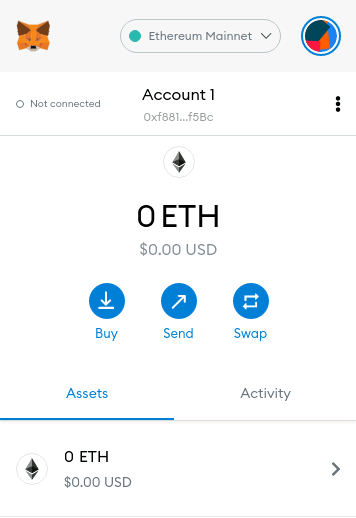 Ethereum Mainnet
Not connected
Account 1
0xf881...f5Bc
0 ETH
$0.00 USD
Buy
Send
Swap
Assets
Activity
0 ETH
$0.00 USD